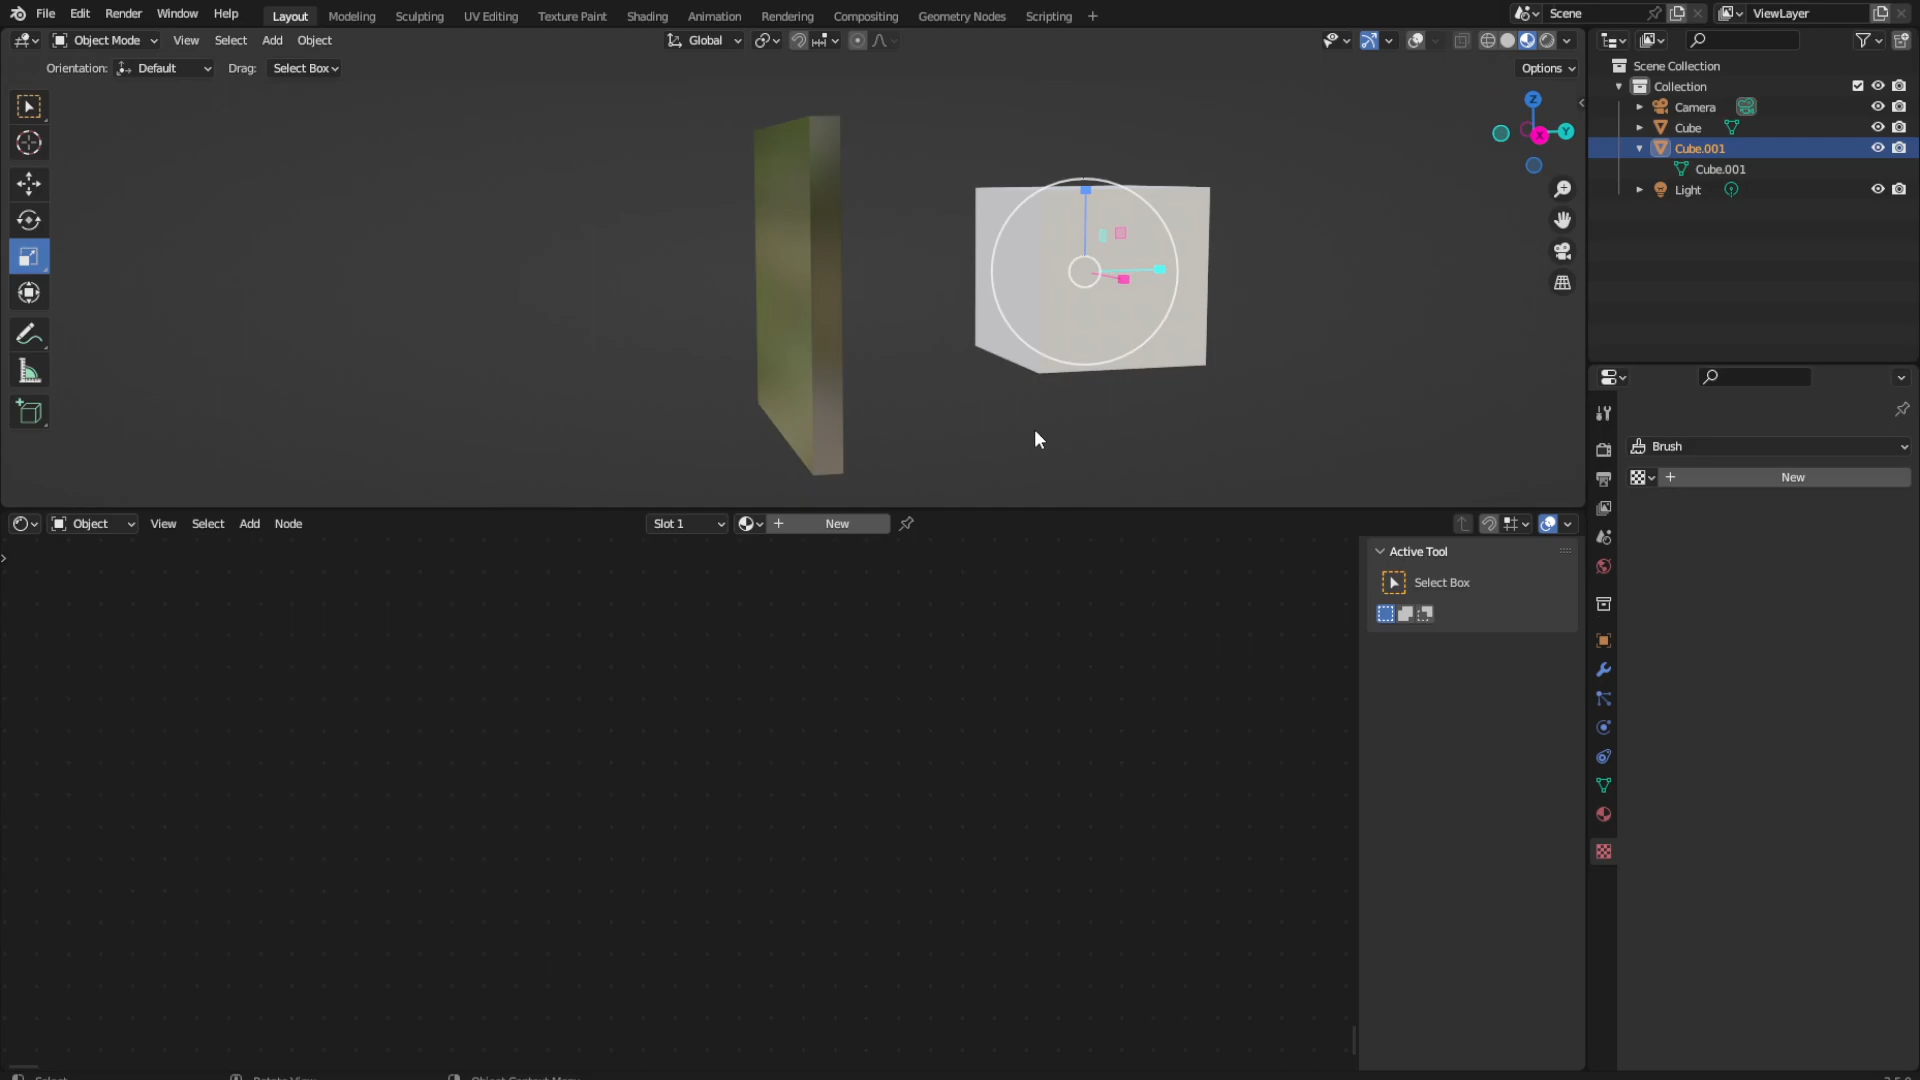 File Edit Render Window Help Layout Modeling Sculpting UV Editing Texture Paint Shading Animation Rendering Compositing Geometry Nodes Scripting Scene ViewLayer
Object Mode View Select Add Object Global
Orientation: Default Drag: Select Box Options
Z
Y
X
Scene Collection
Collection
Camera
Cube
Cube.001
Cube.001
Light
Brush
New
Object View Select Add Node Slot 1 New
Active Tool
Select Box